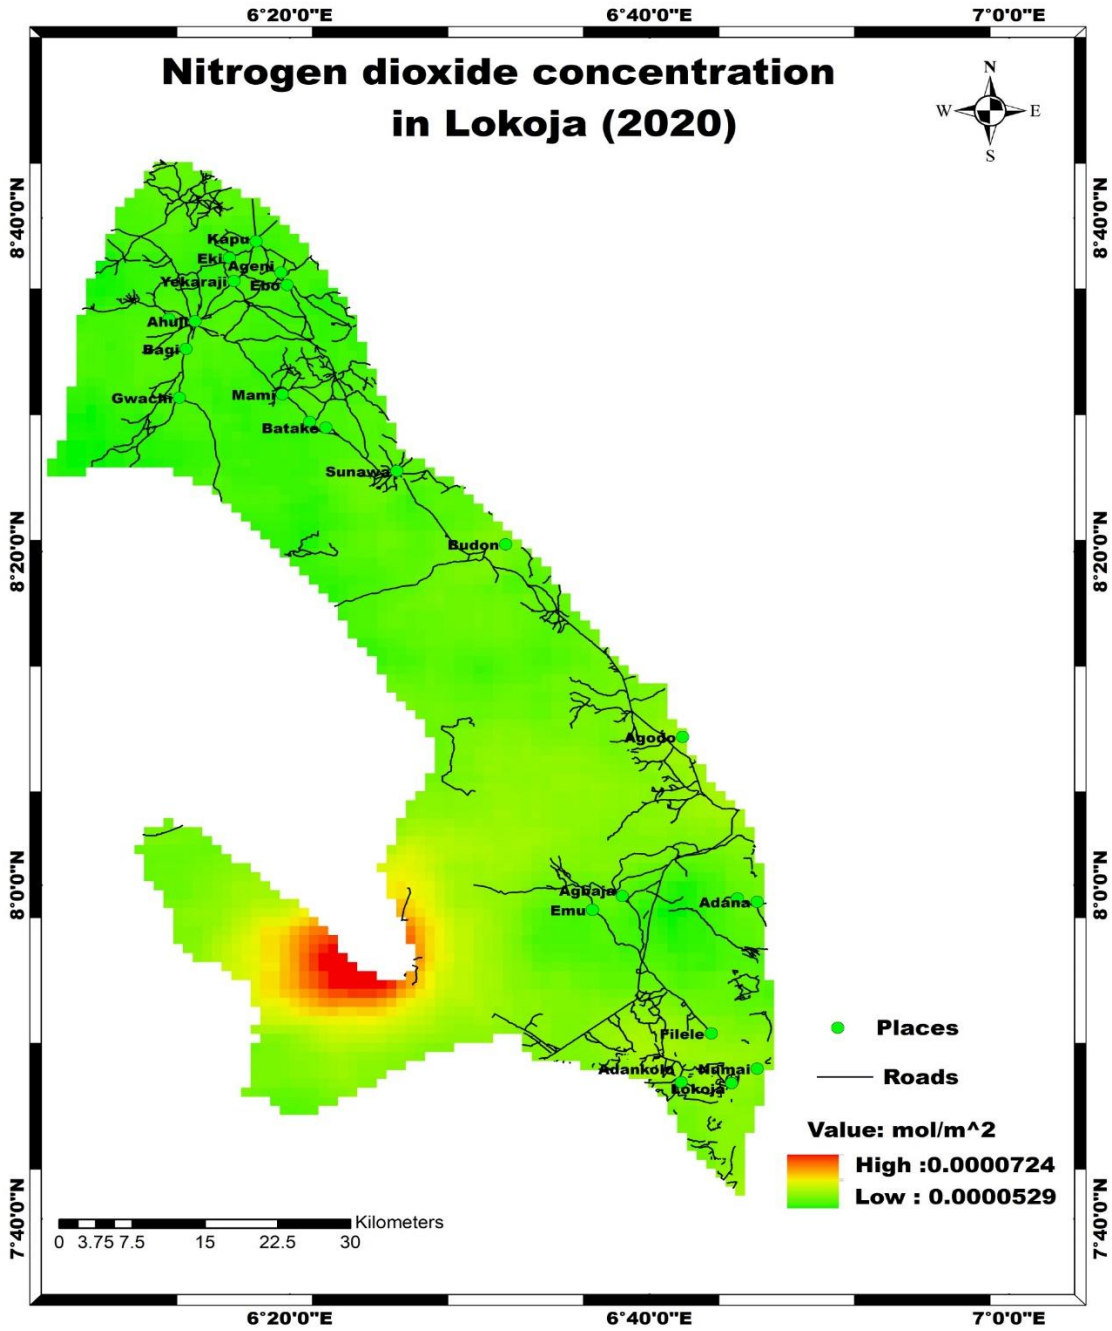 6°20'0"E 6°40'0"E 7°0'0"E
Nitrogen dioxide concentration
in Lokoja (2020)
N
W E
S
8°40'0"N 8°40'0"N
Kapu
Eki
Ageni
Yekaraji
Ebo
Ahuji
Bagi
Gwachi
Mami
Batake
Sunawa
8°20'0"N 8°20'0"N
Budon
Agodo
8°0'0"N 8°0'0"N
Agbaja
Adana
Emu
Places
Pilele
Adankolo Numai
Roads
Lokoja
Value: mol/m^2
High :0.0000724
Low : 0.0000529
7°40'0"N 7°40'0"N
Kilometers
0 3.75 7.5 15 22.5 30
6°20'0"E 6°40'0"E 7°0'0"E